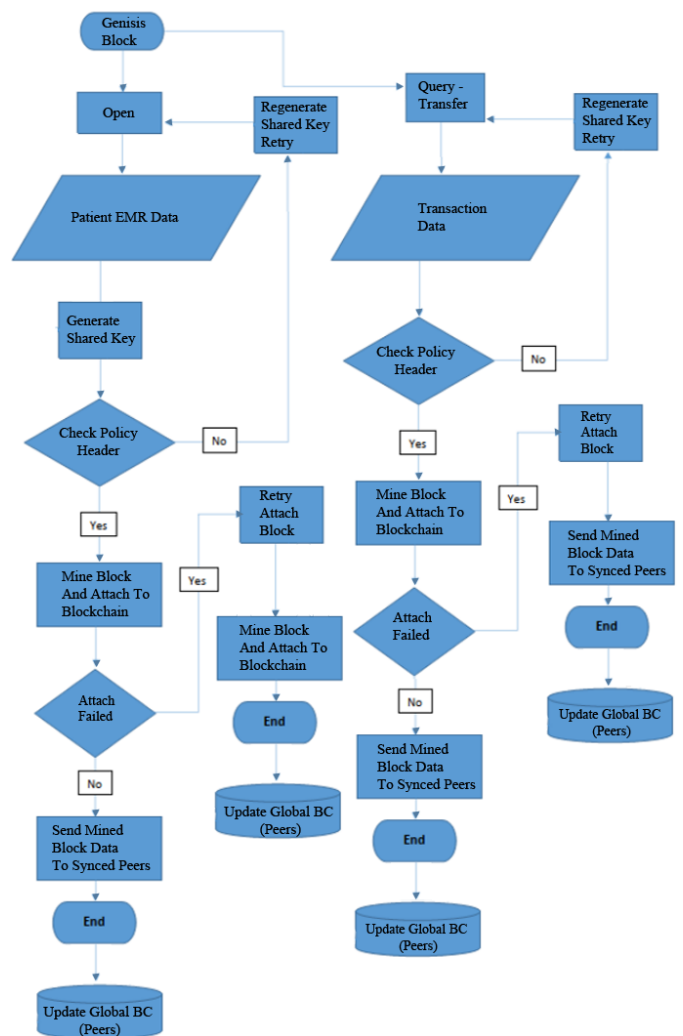 Genisis
Block
Open
Regenerate
Shared Key
Retry
Patient EMR Data
Generate
Shared Key
Check Policy
Header
No
Yes
Mine Block
And Attach To
Blockchain
Attach
Failed
Yes
Retry
Attach
Block
Mine Block
And Attach To
Blockchain
End
Update Global BC
(Peers)
No
Send Mined
Block Data
To Synced Peers
End
Update Global BC
(Peers)
Query -
Transfer
Regenerate
Shared Key
Retry
Transaction
Data
Check Policy
Header
No
Yes
Mine Block
And Attach To
Blockchain
Attach
Failed
Yes
Retry
Attach
Block
Send Mined
Block Data
To Synced Peers
End
Update Global BC
(Peers)
No
Send Mined
Block Data
To Synced Peers
End
Update Global BC
(Peers)